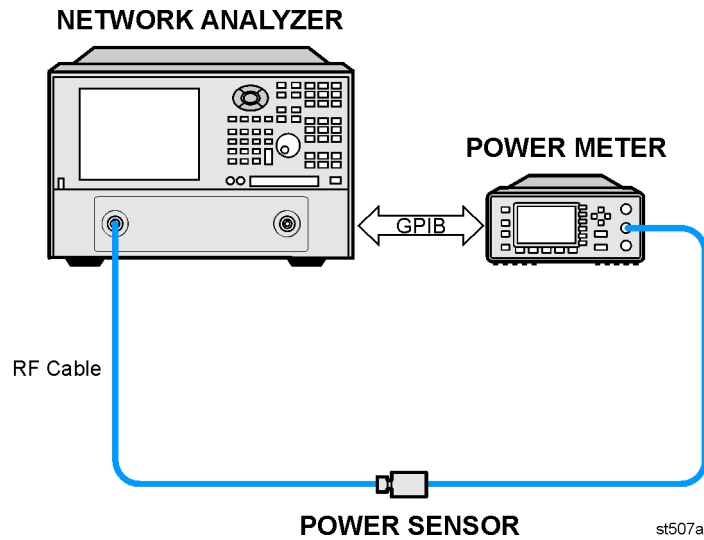 NETWORK ANALYZER
POWER METER
GPIB
RF Cable
POWER SENSOR
st507a